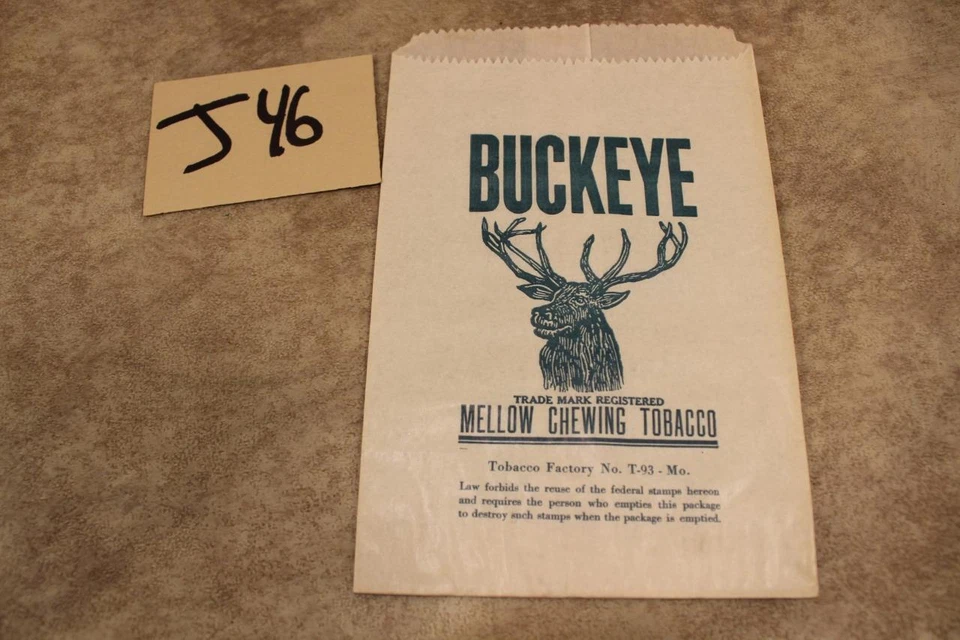 J 46
BUCKEYE
TRADE MARK REGISTERED
MELLOW CHEWING TOBACCO
Tobacco Factory No. T-93 - Mo.
Law forbids the reuse of the federal stamps hereon
and requires the person who empties this package
to destroy such stamps when the package is emptied.